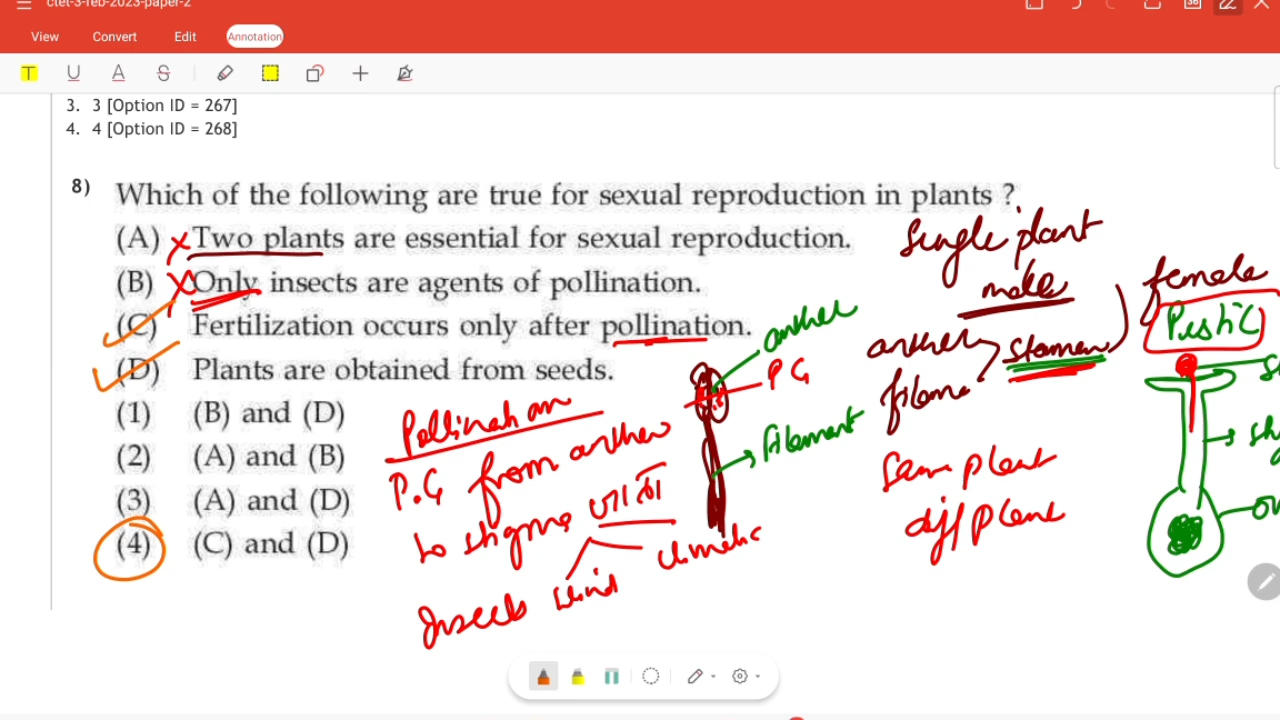 ctet-3-feb-2023-paper-2
View Convert Edit Annotation
3. 3 [Option ID = 267]
4. 4 [Option ID = 268]
8) Which of the following are true for sexual reproduction in plants ?
(A) Two plants are essential for sexual reproduction.
(B) Only insects are agents of pollination.
(C) Fertilization occurs only after pollination.
(D) Plants are obtained from seeds.
(1) (B) and (D)
(2) (A) and (B)
(3) (A) and (D)
(4) (C) and (D)
Single plant
male
female
anther
stamen
P G
Filament
Pollination
P.G from anther
to stigma
Insects wind
same plant
diff plant